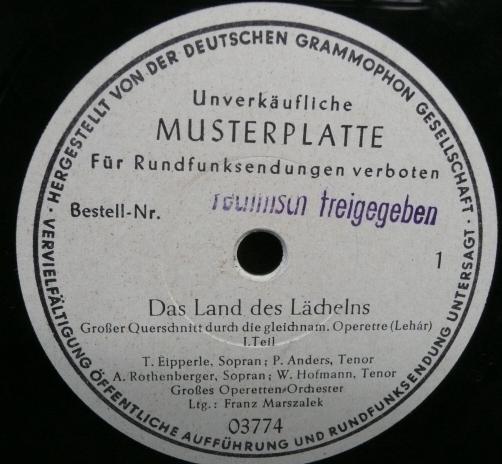 · HERGESTELLT VON DER DEUTSCHEN GRAMMOPHON GESELLSCHAFT · VERVIELFÄLTIGUNG ÖFFENTLICHE AUFFÜHRUNG UND RUNDFUNKSENDUNG UNTERSAGT
Unverkäufliche
MUSTERPLATTE
Für Rundfunksendungen verboten
Bestell-Nr.
freigegeben
1
Das Land des Lächelns
Großer Querschnitt durch die gleichnam. Operette (Lehár)
I.Teil
T. Eipperle, Sopran; P. Anders, Tenor
A. Rothenberger, Sopran; W. Hofmann, Tenor
Großes Operetten-Orchester
Ltg.: Franz Marszalek
03774